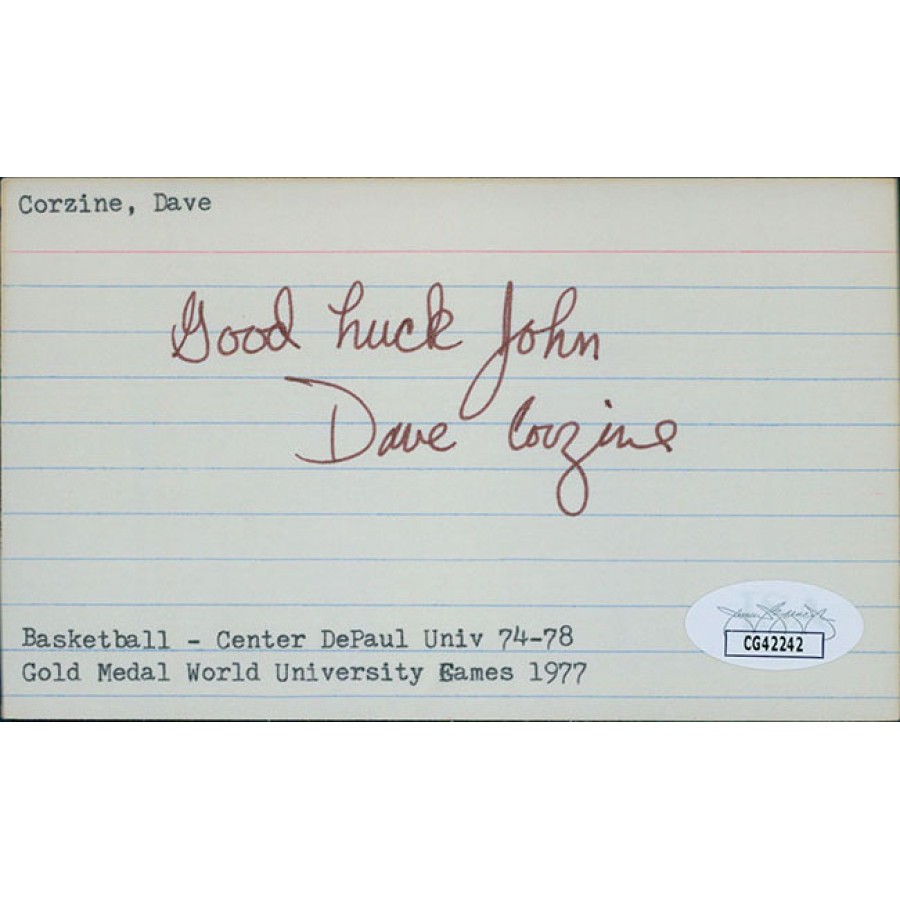 Corzine, Dave
Good Luck John
Dave Corzine
Basketball - Center DePaul Univ 74-78
Gold Medal World University Games 1977
CG42242